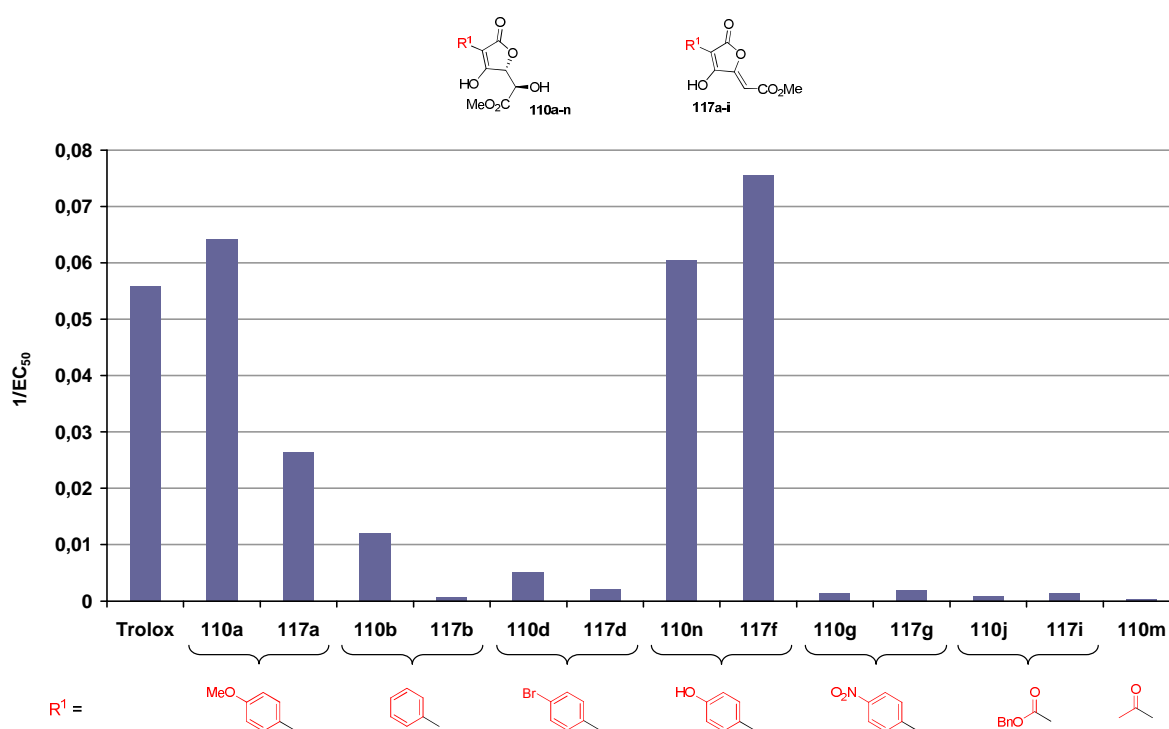 R¹
O
O
HO
OH
MeO₂C
110a-n
R¹
O
O
HO
CO₂Me
117a-i
0,08
0,07
0,06
0,05
0,04
0,03
0,02
0,01
0
1/EC₅₀
Trolox 110a 117a 110b 117b 110d 117d 110n 117f 110g 117g 110j 117i 110m
R¹ =
MeO
Br
HO
O₂N
O
BnO
O